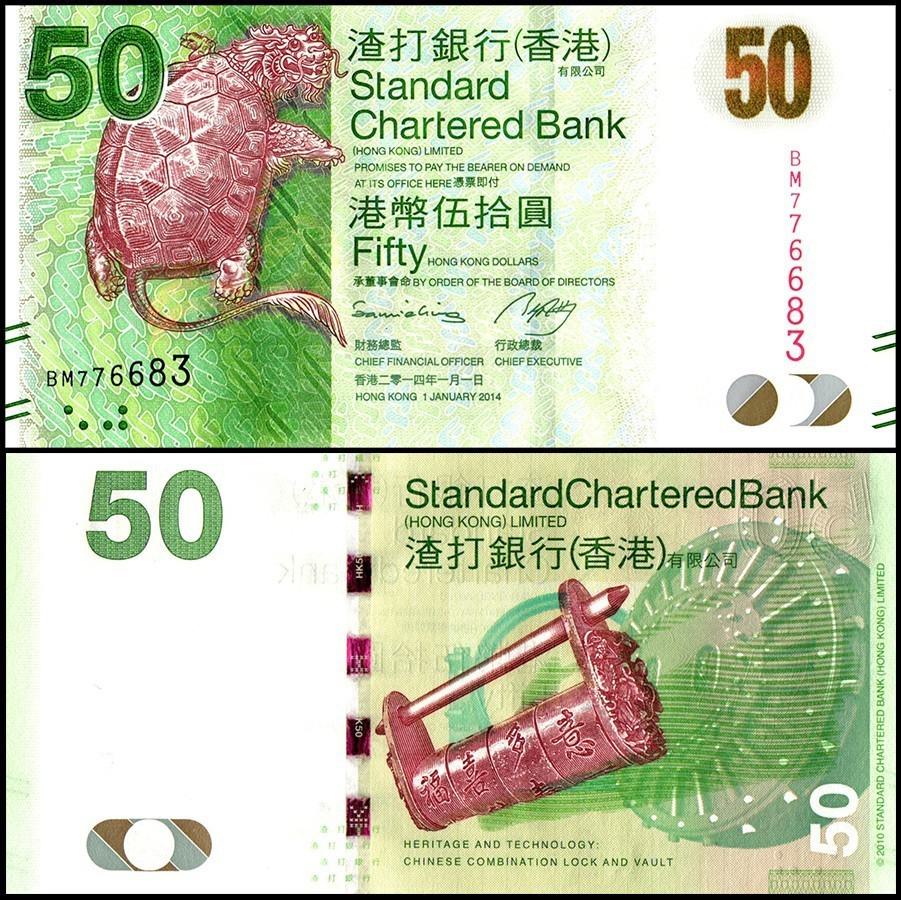 50
渣打銀行(香港)
有限公司
Standard
Chartered Bank
(HONG KONG) LIMITED
PROMISES TO PAY THE BEARER ON DEMAND
AT ITS OFFICE HERE 憑票即付
港幣伍拾圓
Fifty HONG KONG DOLLARS
承董事會命 BY ORDER OF THE BOARD OF DIRECTORS
財務總監 行政總裁
CHIEF FINANCIAL OFFICER CHIEF EXECUTIVE
香港二零一四年一月一日
HONG KONG 1 JANUARY 2014
BM776683
50
BM776683
50
StandardCharteredBank
(HONG KONG) LIMITED
渣打銀行(香港)有限公司
HK50
K50
福喜多壽
HERITAGE AND TECHNOLOGY:
CHINESE COMBINATION LOCK AND VAULT
50
© 2010 STANDARD CHARTERED BANK (HONG KONG) LIMITED